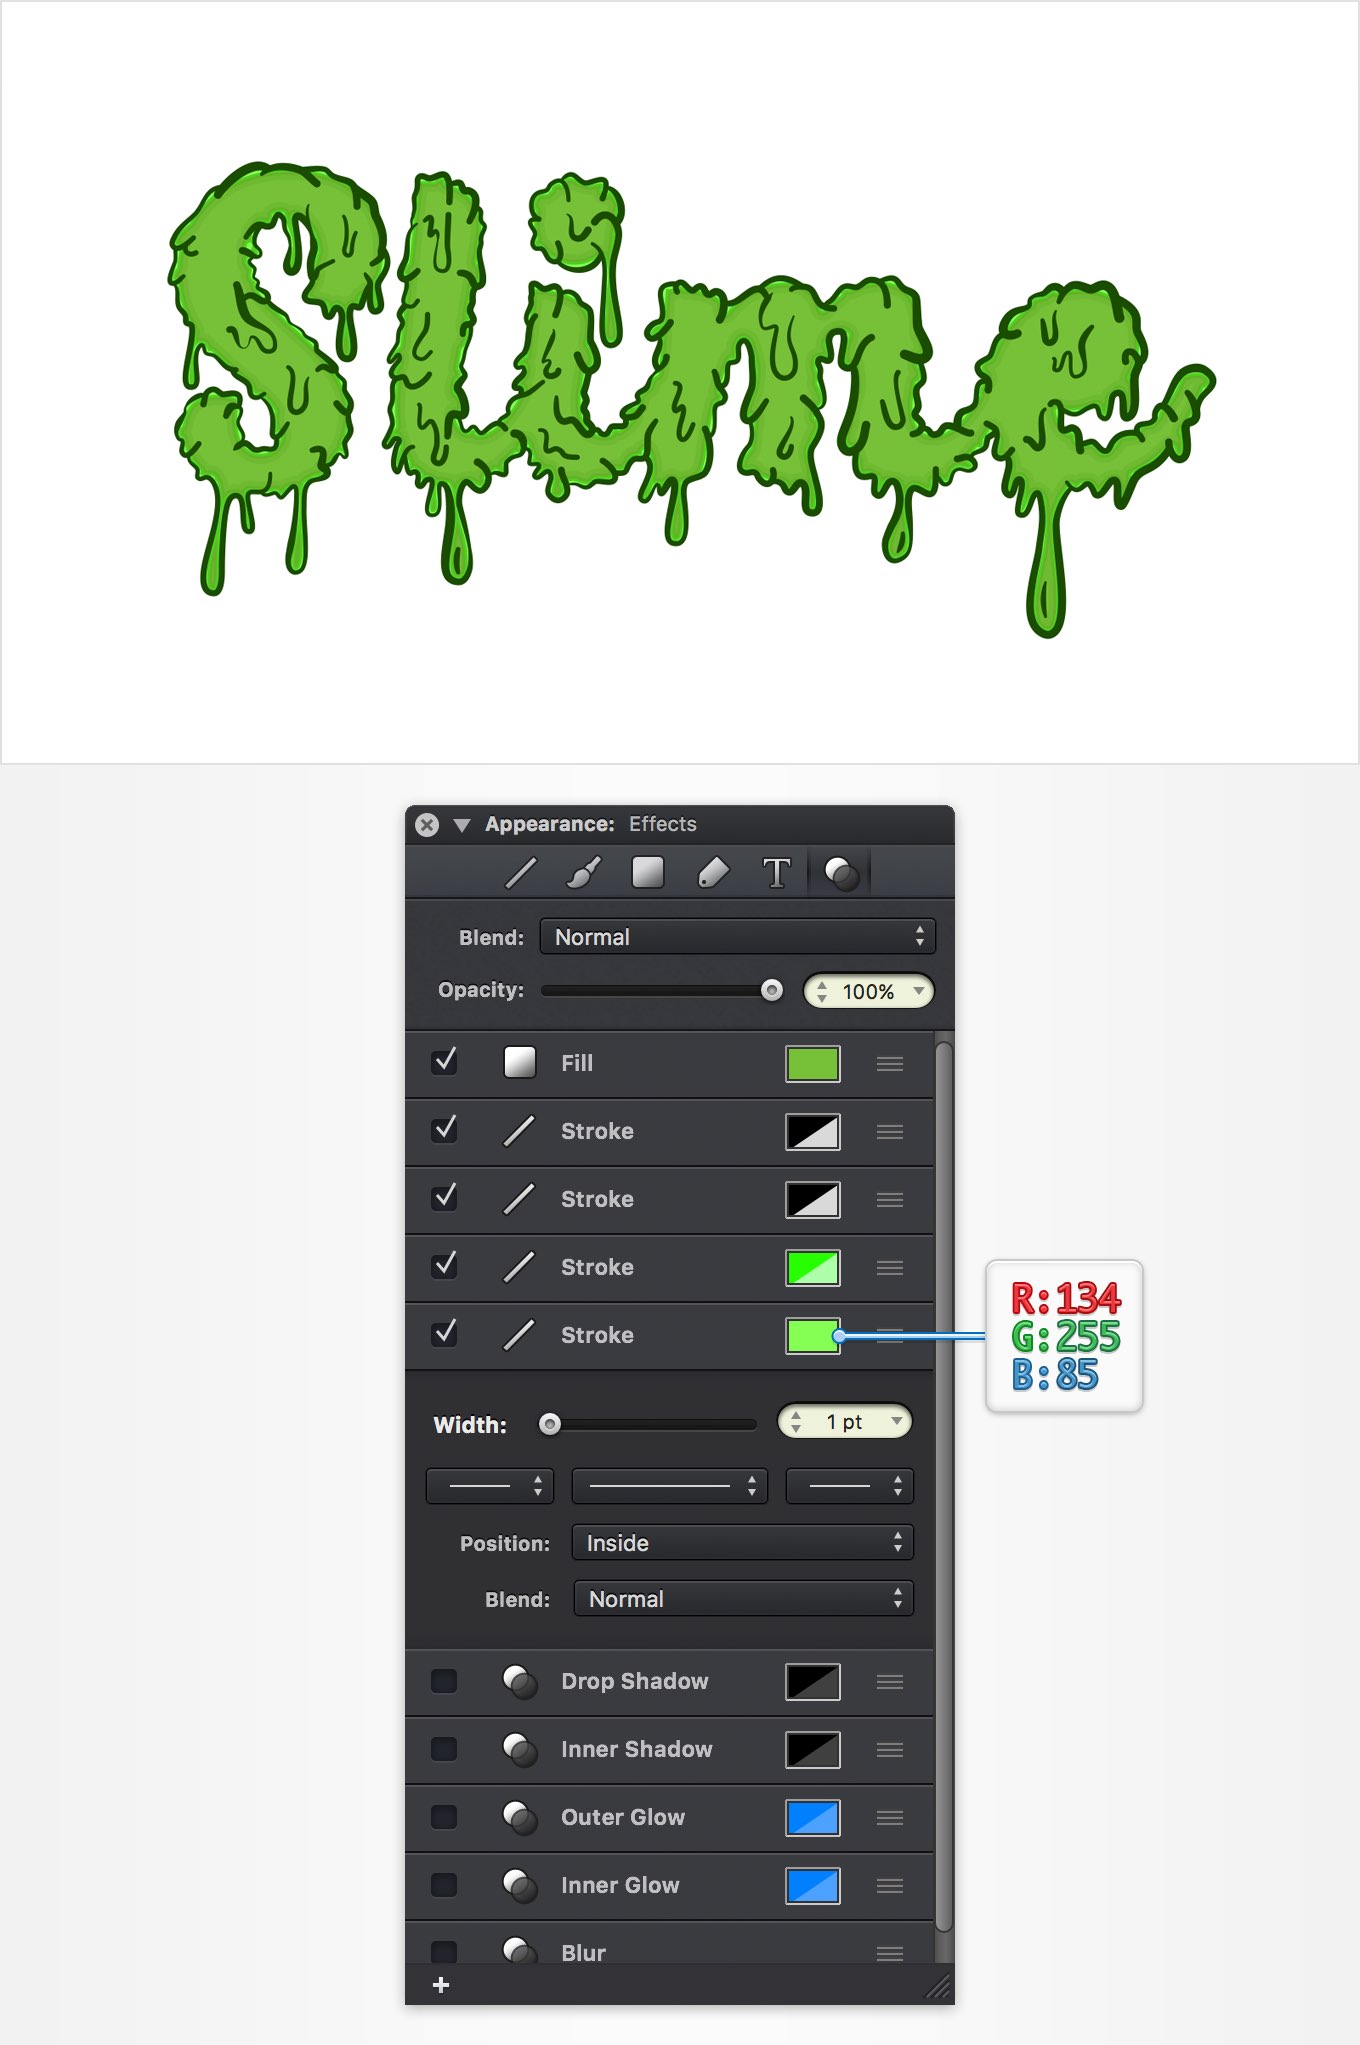 Slime
Appearance: Effects
T
Blend: Normal
Opacity: 100%
Fill
Stroke
Stroke
Stroke
Stroke
R:134
G:255
B:85
Width: 1 pt
Position: Inside
Blend: Normal
Drop Shadow
Inner Shadow
Outer Glow
Inner Glow
Blur
+